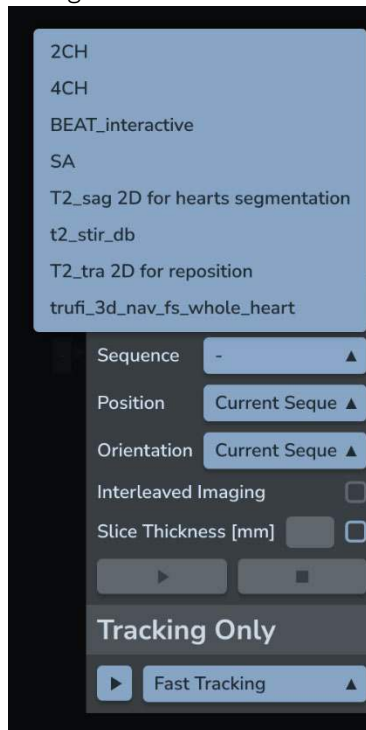 2CH
4CH
BEAT_interactive
SA
T2_sag 2D for hearts segmentation
t2_stir_db
T2_tra 2D for reposition
trufi_3d_nav_fs_whole_heart
Sequence -
Position Current Seque
Orientation Current Seque
Interleaved Imaging
Slice Thickness [mm]
Tracking Only
Fast Tracking